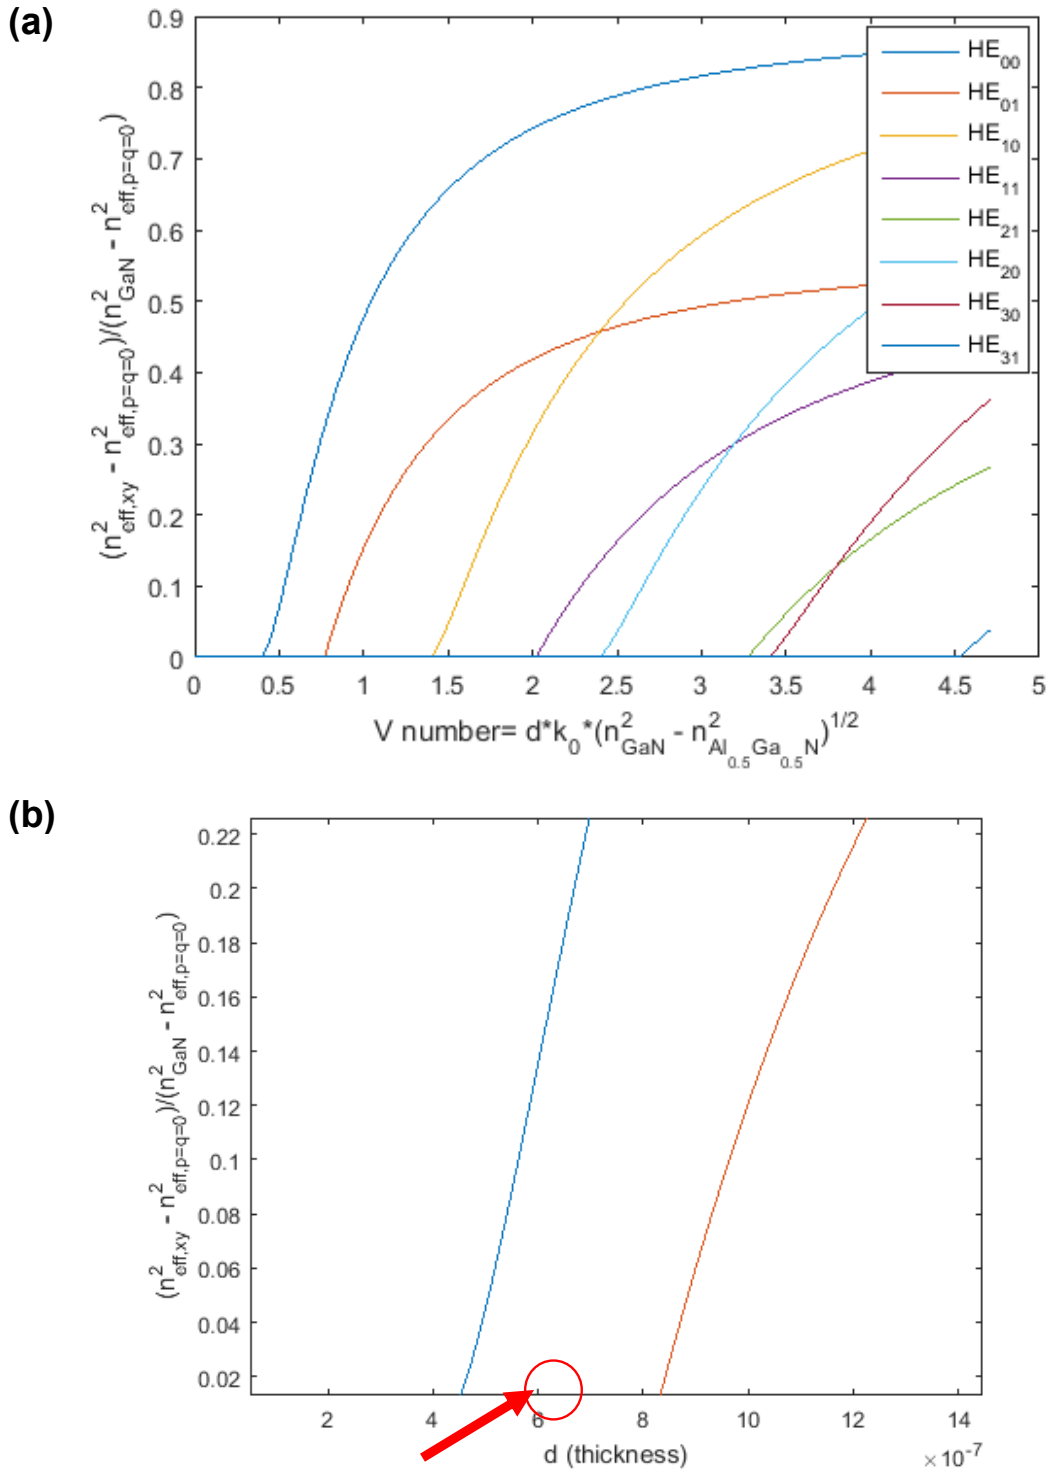 (a)
0.9
0.8
0.7
0.6
0.5
0.4
0.3
0.2
0.1
0
(n²eff,xy - n²eff,p=q=0)/(n²GaN - n²eff,p=q=0)
HE00
HE01
HE10
HE11
HE21
HE20
HE30
HE31
0 0.5 1 1.5 2 2.5 3 3.5 4 4.5 5
V number= d*k0*(n²GaN - n²Al0.5Ga0.5N)1/2
(b)
0.22
0.2
0.18
0.16
0.14
0.12
0.1
0.08
0.06
0.04
0.02
(n²eff,xy - n²eff,p=q=0)/(n²GaN - n²eff,p=q=0)
2 4 6 8 10 12 14
d (thickness)
×10-7